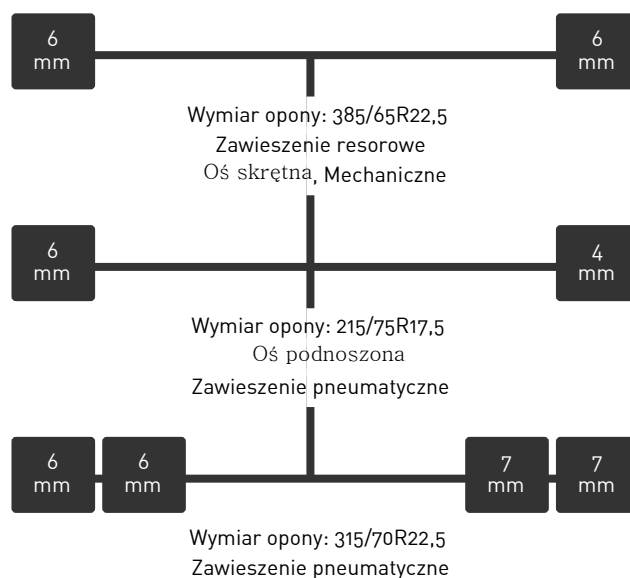 6 mm 6 mm
Wymiar opony: 385/65R22,5
Zawieszenie resorowe
Oś skrętna, Mechaniczne
6 mm 4 mm
Wymiar opony: 215/75R17,5
Oś podnoszona
Zawieszenie pneumatyczne
6 mm 6 mm 7 mm 7 mm
Wymiar opony: 315/70R22,5
Zawieszenie pneumatyczne